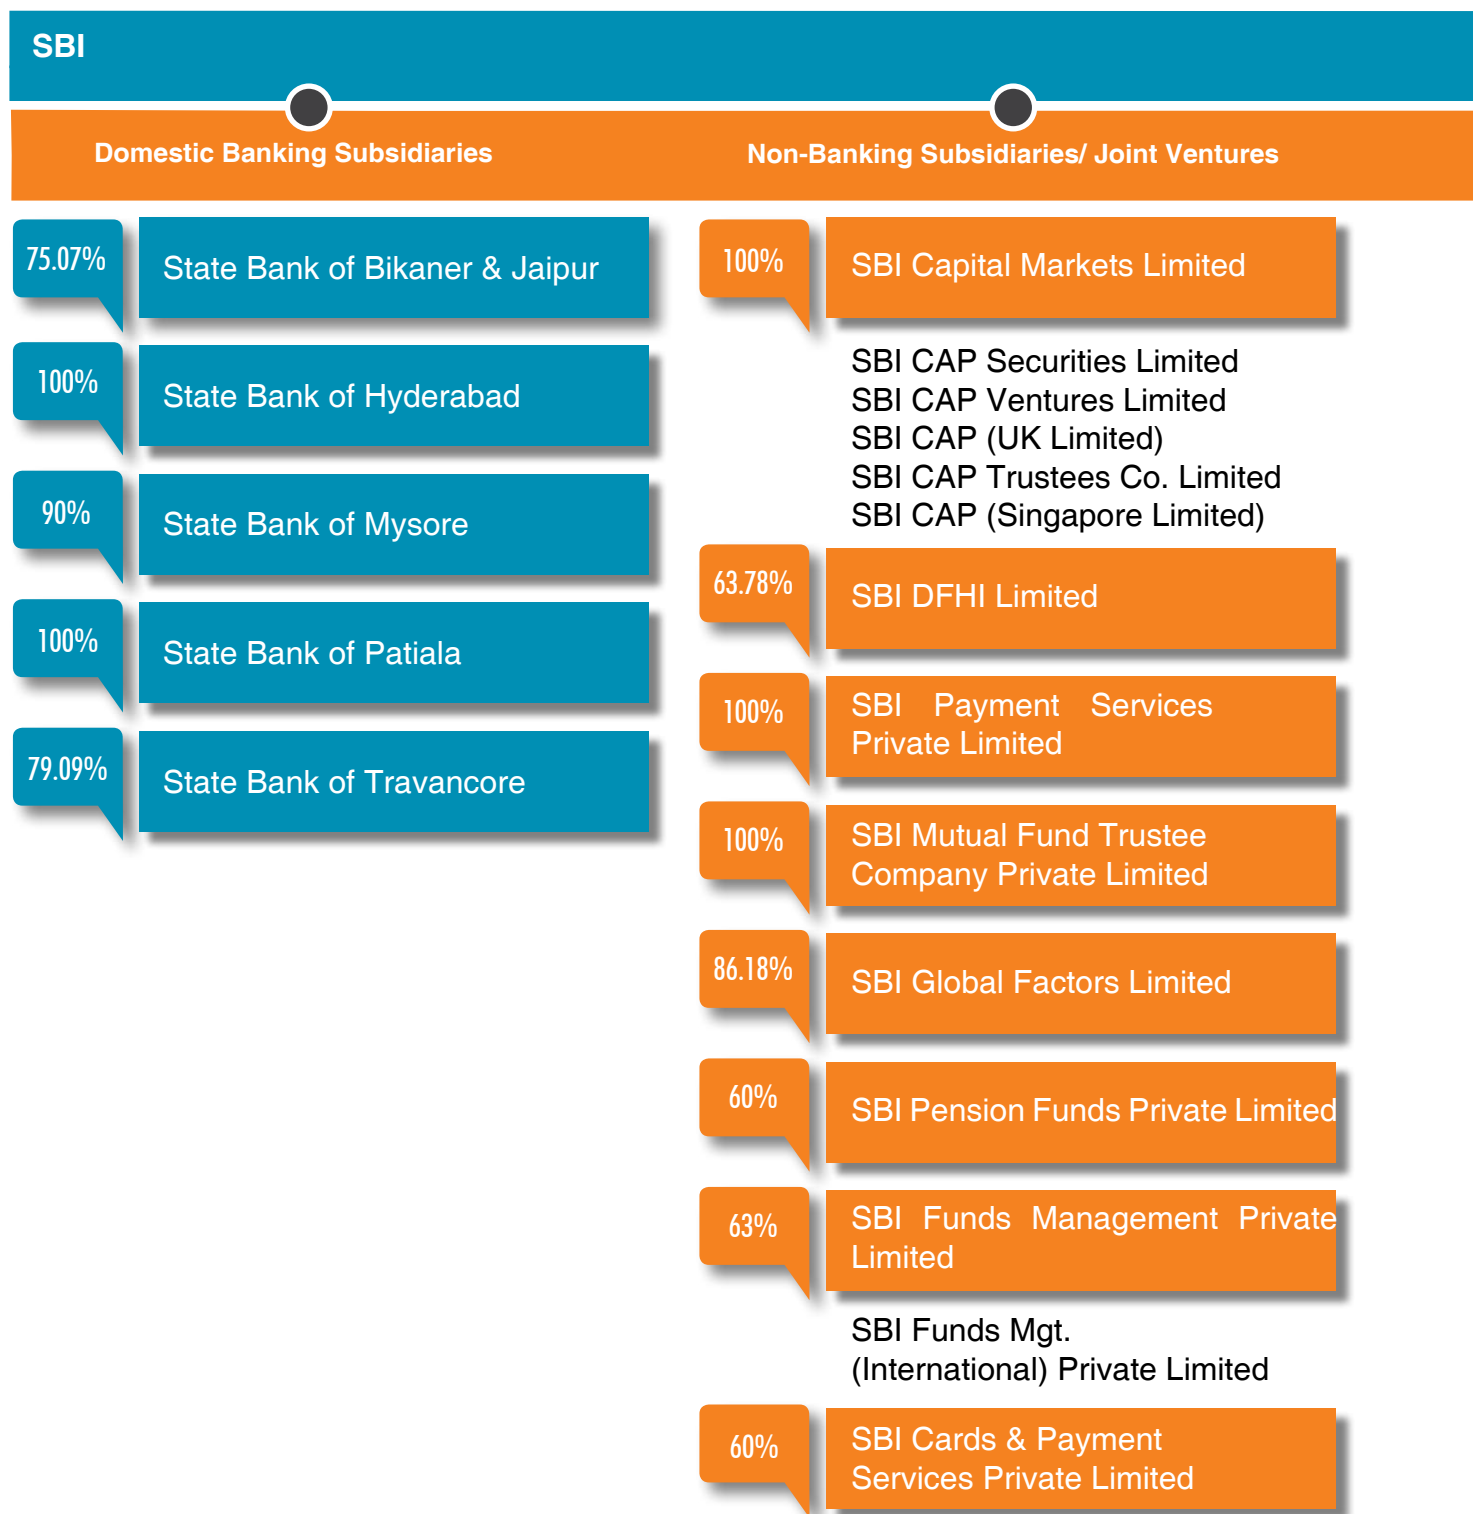 SBI
Domestic Banking Subsidiaries
75.07%
State Bank of Bikaner & Jaipur
100%
State Bank of Hyderabad
90%
State Bank of Mysore
100%
State Bank of Patiala
79.09%
State Bank of Travancore
Non-Banking Subsidiaries/ Joint Ventures
100%
SBI Capital Markets Limited
SBI CAP Securities Limited
SBI CAP Ventures Limited
SBI CAP (UK Limited)
SBI CAP Trustees Co. Limited
SBI CAP (Singapore Limited)
63.78%
SBI DFHI Limited
100%
SBI Payment Services
Private Limited
100%
SBI Mutual Fund Trustee
Company Private Limited
86.18%
SBI Global Factors Limited
60%
SBI Pension Funds Private Limited
63%
SBI Funds Management Private
Limited
SBI Funds Mgt.
(International) Private Limited
60%
SBI Cards & Payment
Services Private Limited